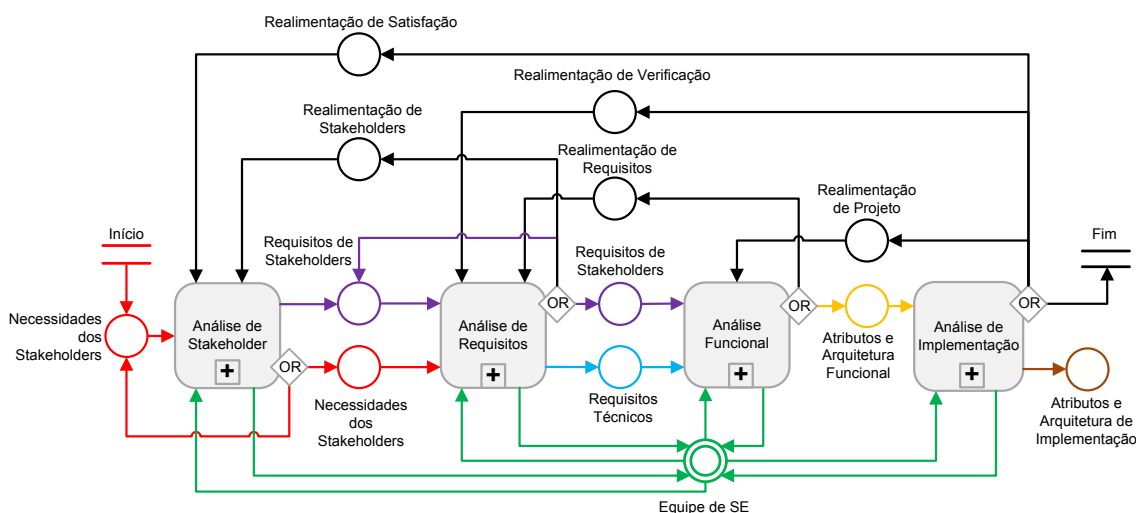 Realimentação de Satisfação
Realimentação de Verificação
Realimentação de
Stakeholders
Realimentação de
Requisitos
Realimentação
de Projeto
Início
Requisitos de
Stakeholders
Requisitos de
Stakeholders
Fim
Necessidades
dos
Stakeholders
Análise de
Stakeholder
OR
Análise de
Requisitos
OR
Análise
Funcional
OR
Análise de
Implementação
OR
Necessidades
dos
Stakeholders
Requisitos
Técnicos
Atributos e
Arquitetura
Funcional
Atributos e
Arquitetura de
Implementação
Equipe de SE